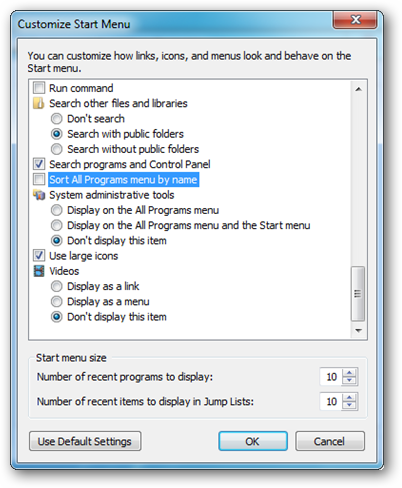 Customize Start Menu
You can customize how links, icons, and menus look and behave on the
Start menu.
Run command
Search other files and libraries
Don't search
Search with public folders
Search without public folders
Search programs and Control Panel
Sort All Programs menu by name
System administrative tools
Display on the All Programs menu
Display on the All Programs menu and the Start menu
Don't display this item
Use large icons
Videos
Display as a link
Display as a menu
Don't display this item
Start menu size
Number of recent programs to display: 10
Number of recent items to display in Jump Lists: 10
Use Default Settings OK Cancel